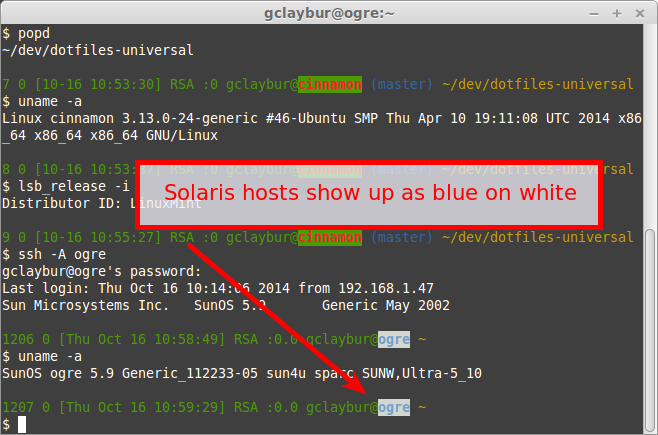 gclaybur@ogre:~
$ popd
~/dev/dotfiles-universal
7 0 [10-16 10:53:30] RSA :0 gclaybur@cinnamon (master) ~/dev/dotfiles-universal
$ uname -a
Linux cinnamon 3.13.0-24-generic #46-Ubuntu SMP Thu Apr 10 19:11:08 UTC 2014 x86
_64 x86_64 x86_64 GNU/Linux
8 0 [10-16 10:53:37] RSA :0 gclaybur@cinnamon (master) ~/dev/dotfiles-universal
$ lsb_release -i
Distributor ID: LinuxMint
Solaris hosts show up as blue on white
9 0 [10-16 10:55:27] RSA :0 gclaybur@cinnamon (master) ~/dev/dotfiles-universal
$ ssh -A ogre
gclaybur@ogre's password:
Last login: Thu Oct 16 10:14:06 2014 from 192.168.1.47
Sun Microsystems Inc.   SunOS 5.9       Generic May 2002
1206 0 [Thu Oct 16 10:58:49] RSA :0.0 gclaybur@ogre ~
$ uname -a
SunOS ogre 5.9 Generic_112233-05 sun4u sparc SUNW,Ultra-5_10
1207 0 [Thu Oct 16 10:59:29] RSA :0.0 gclaybur@ogre ~
$